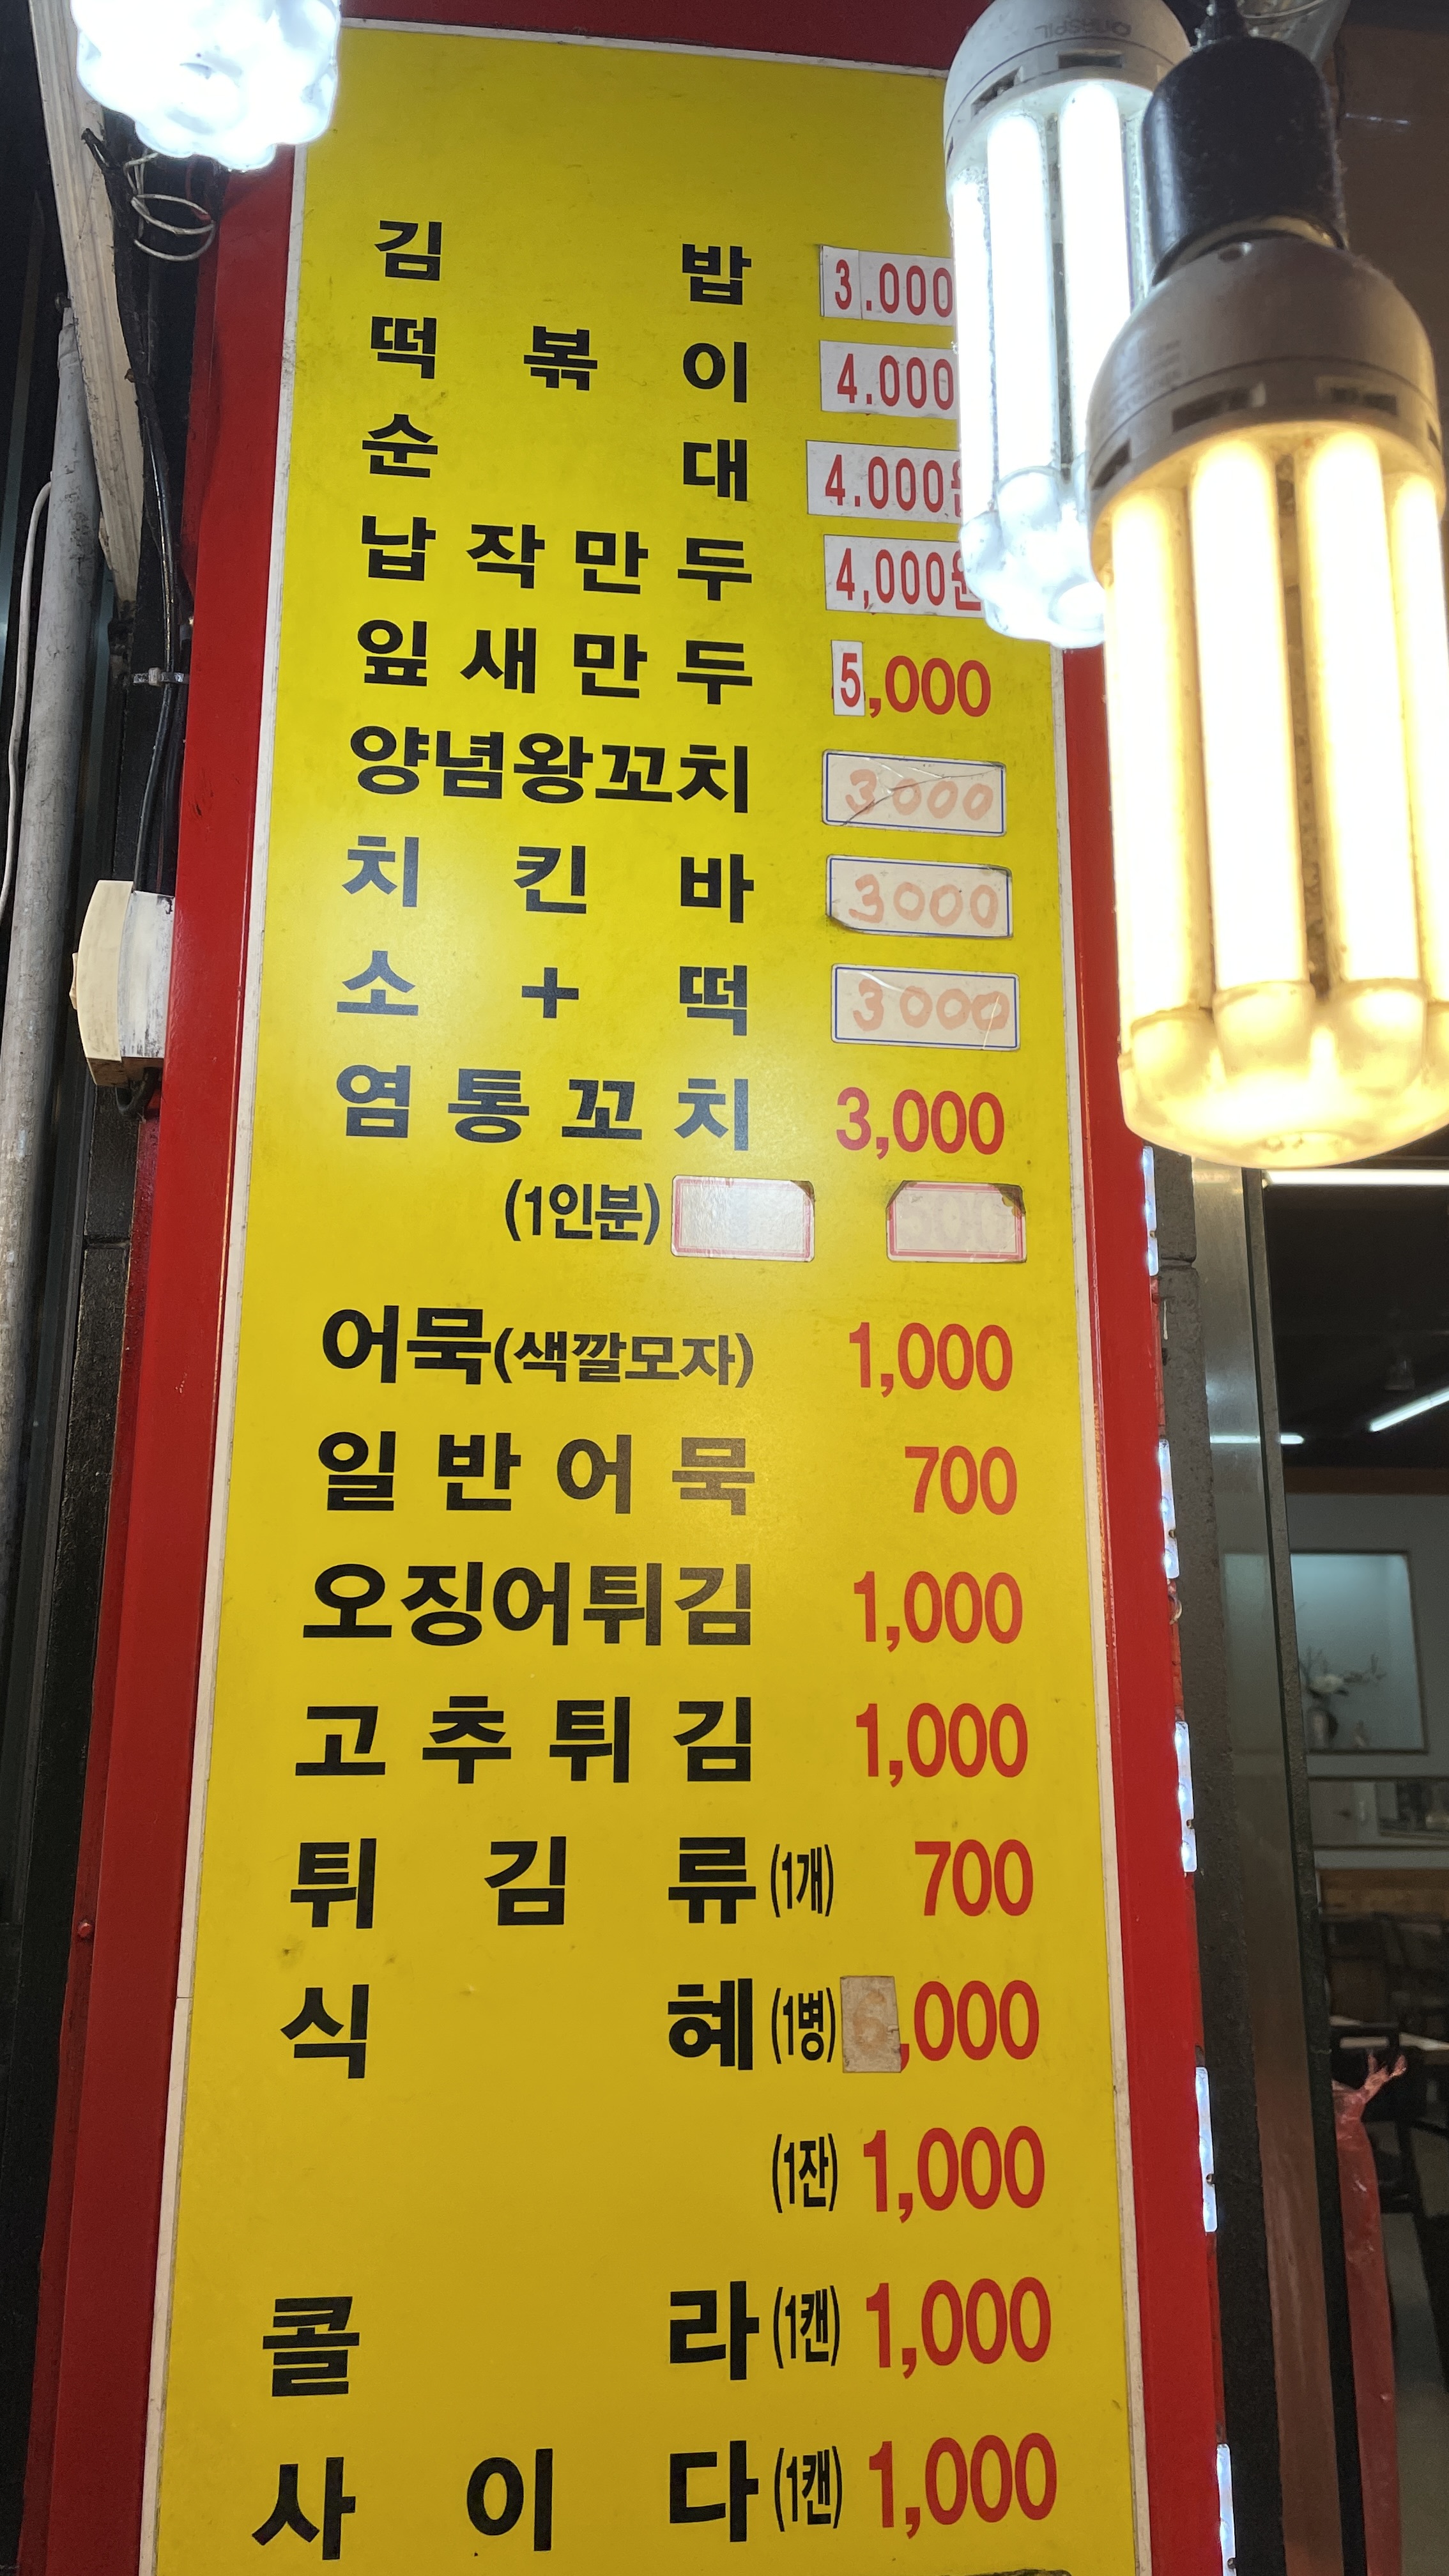 김밥 3.000
떡볶이 4.000
순대 4.000원
납작만두 4,000원
잎새만두 5,000
양념왕꼬치 3000
치킨바 3000
소+떡 3000
염통꼬치 3,000
(1인분)
어묵(색깔모자) 1,000
일반어묵 700
오징어튀김 1,000
고추튀김 1,000
튀김류(1개) 700
식혜(1병) ,000
(1잔) 1,000
콜라(1캔) 1,000
사이다(1캔) 1,000